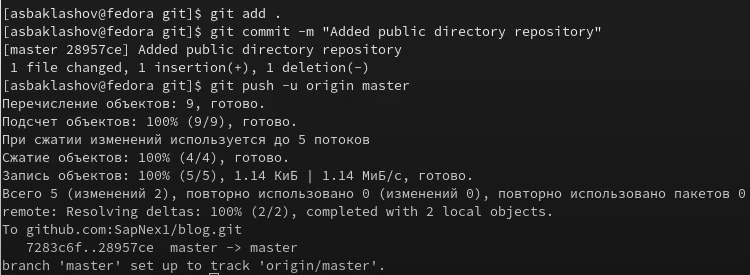 [asbaklashov@fedora git]$ git add .
[asbaklashov@fedora git]$ git commit -m "Added public directory repository"
[master 28957ce] Added public directory repository
 1 file changed, 1 insertion(+), 1 deletion(-)
[asbaklashov@fedora git]$ git push -u origin master
Перечисление объектов: 9, готово.
Подсчет объектов: 100% (9/9), готово.
При сжатии изменений используется до 5 потоков
Сжатие объектов: 100% (4/4), готово.
Запись объектов: 100% (5/5), 1.14 КиБ | 1.14 МиБ/с, готово.
Всего 5 (изменений 2), повторно использовано 0 (изменений 0), повторно использовано пакетов 0
remote: Resolving deltas: 100% (2/2), completed with 2 local objects.
To github.com:SapNex1/blog.git
   7283c6f..28957ce  master -> master
branch 'master' set up to track 'origin/master'.